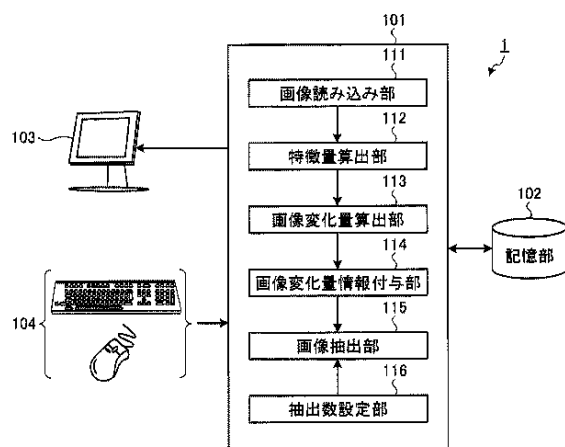 101
1
111
画像読み込み部
103
112
特徴量算出部
113
画像変化量算出部
102
記憶部
114
画像変化量情報付与部
104
115
画像抽出部
116
抽出数設定部